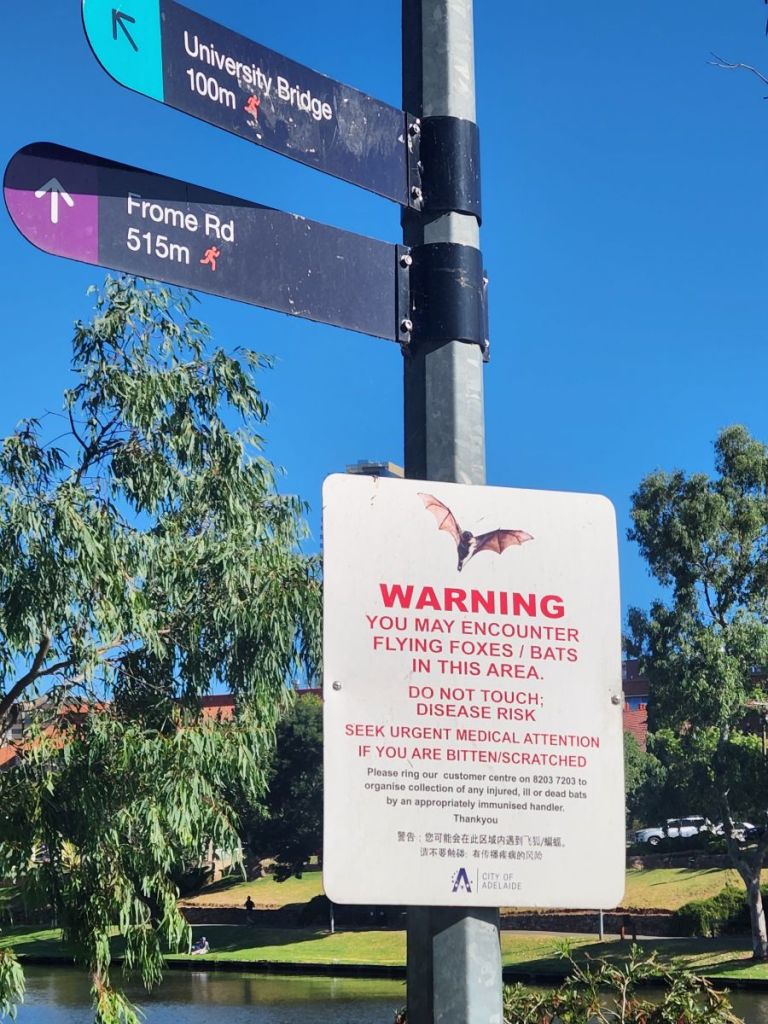 University Bridge
100m
Frome Rd
515m
WARNING
YOU MAY ENCOUNTER
FLYING FOXES / BATS
IN THIS AREA.
DO NOT TOUCH;
DISEASE RISK
SEEK URGENT MEDICAL ATTENTION
IF YOU ARE BITTEN/SCRATCHED
Please ring our customer centre on 8203 7203 to
organise collection of any injured, ill or dead bats
by an appropriately immunised handler.
Thankyou
警告：您可能会在此区域内遇到飞狐/蝙蝠。
请不要触碰：有传播疾病的风险
CITY OF
ADELAIDE